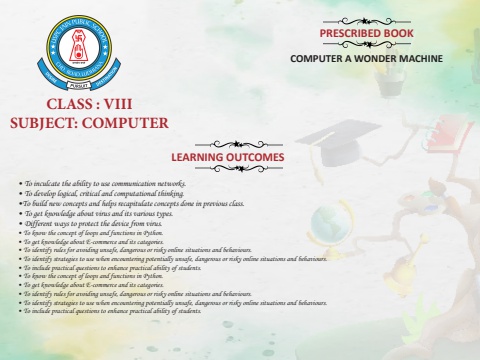 PRESCRIBED BOOK
COMPUTER A WONDER MACHINE
CLASS : VIII
SUBJECT: COMPUTER
LEARNING OUTCOMES
• To inculcate the ability to use communication networks.
• To develop logical, critical and computational thinking.
•To build new concepts and helps recapitulate concepts done in previous class.
• To get knowledge about virus and its various types.
• Different ways to protect the device from virus.
• To know the concept of loops and functions in Python.
• To get knowledge about E-commerce and its categories.
• To identify rules for avoiding unsafe, dangerous or risky online situations and behaviours.
• To identify strategies to use when encountering potentially unsafe, dangerous or risky online situations and behaviours.
• To include practical questions to enhance practical ability of students.
• To know the concept of loops and functions in Python.
• To get knowledge about E-commerce and its categories.
• To identify rules for avoiding unsafe, dangerous or risky online situations and behaviours.
• To identify strategies to use when encountering potentially unsafe, dangerous or risky online situations and behaviours.
• To include practical questions to enhance practical ability of students.